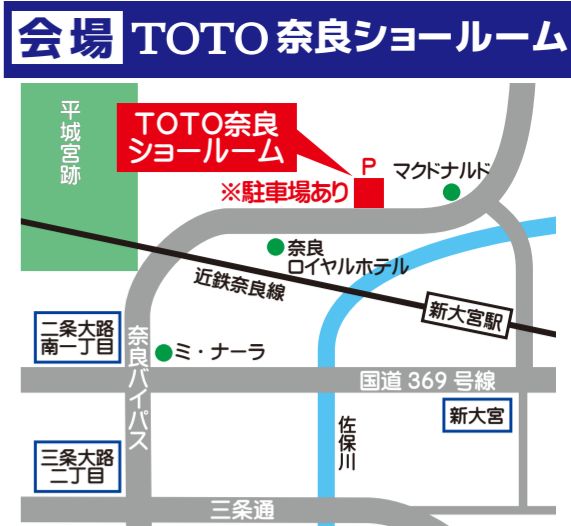 会場 TOTO奈良ショールーム
平城宮跡
TOTO奈良
ショールーム
P
※駐車場あり
マクドナルド
奈良
ロイヤルホテル
近鉄奈良線
新大宮駅
二条大路
南一丁目
奈良バイパス
ミ・ナーラ
国道369号線
新大宮
佐保川
三条大路
二丁目
三条通